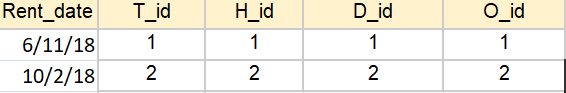 Rent_date T_id H_id D_id O_id
6/11/18 1 1 1 1
10/2/18 2 2 2 2